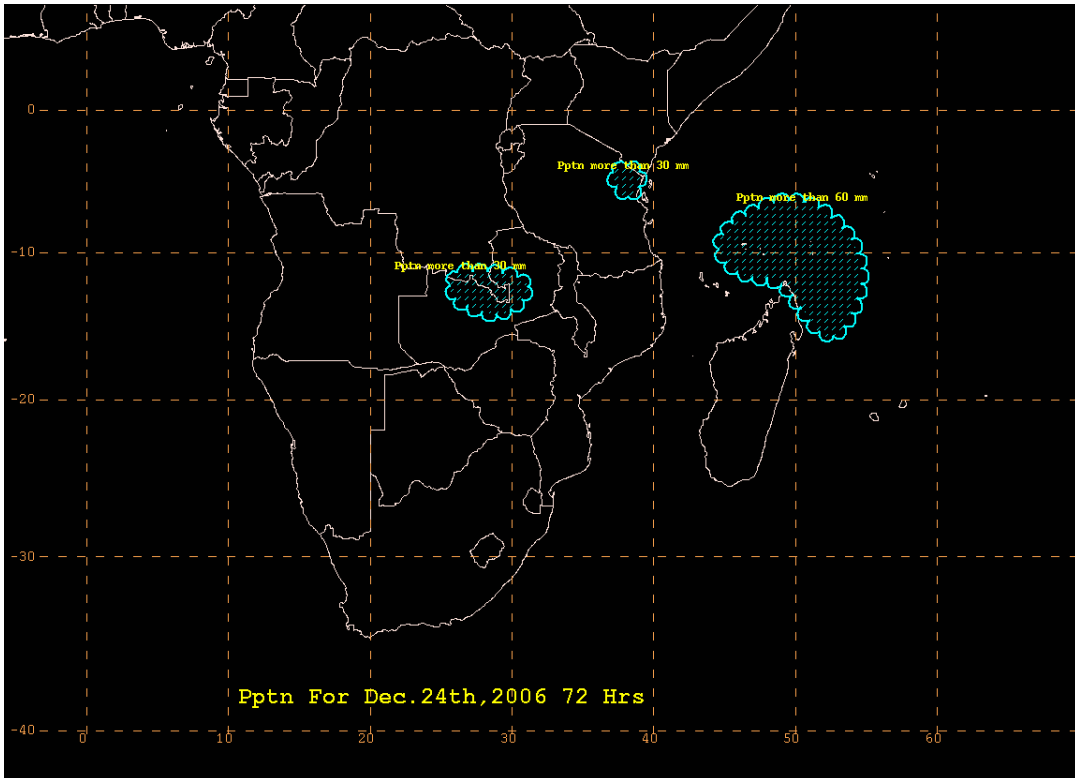 0
Pptn more than 30 mm
Pptn more than 60 mm
-10
Pptn more than 30 mm
-20
-30
Pptn For Dec.24th,2006 72 Hrs
-40
0 10 20 30 40 50 60